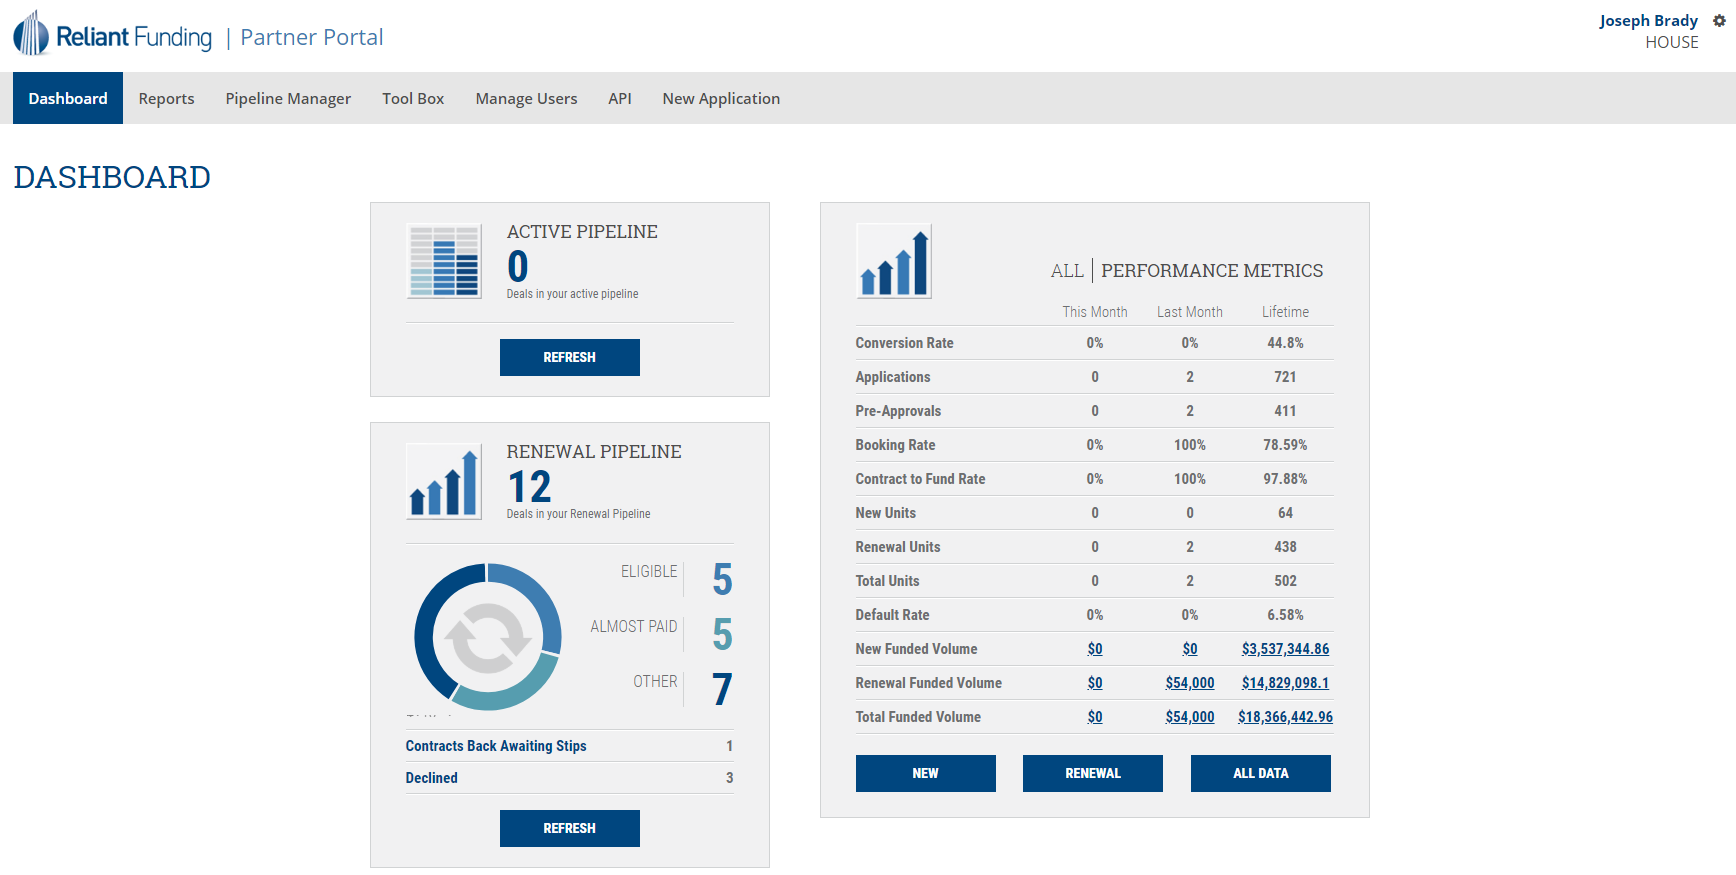 Reliant Funding | Partner Portal
Joseph Brady
HOUSE
Dashboard Reports Pipeline Manager Tool Box Manage Users API New Application
DASHBOARD
ACTIVE PIPELINE
0
Deals in your active pipeline
REFRESH
RENEWAL PIPELINE
12
Deals in your Renewal Pipeline
ELIGIBLE 5
ALMOST PAID 5
OTHER 7
Contracts Back Awaiting Stips 1
Declined 3
REFRESH
ALL | PERFORMANCE METRICS
This Month Last Month Lifetime
Conversion Rate 0% 0% 44.8%
Applications 0 2 721
Pre-Approvals 0 2 411
Booking Rate 0% 100% 78.59%
Contract to Fund Rate 0% 100% 97.88%
New Units 0 0 64
Renewal Units 0 2 438
Total Units 0 2 502
Default Rate 0% 0% 6.58%
New Funded Volume $0 $0 $3,537,344.86
Renewal Funded Volume $0 $54,000 $14,829,098.1
Total Funded Volume $0 $54,000 $18,366,442.96
NEW RENEWAL ALL DATA